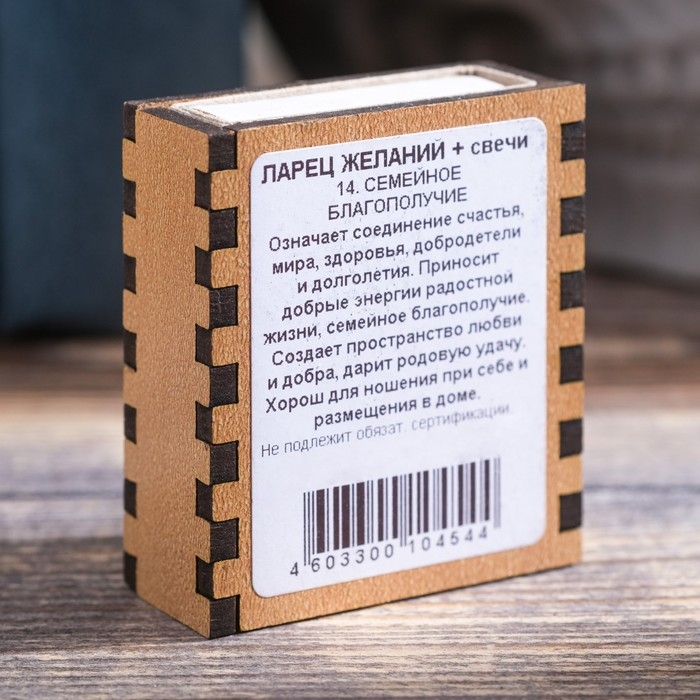 ЛАРЕЦ ЖЕЛАНИЙ + свечи
14. СЕМЕЙНОЕ
БЛАГОПОЛУЧИЕ
Означает соединение счастья,
мира, здоровья, добродетели
и долголетия. Приносит
добрые энергии радостной
жизни, семейное благополучие.
Создает пространство любви
и добра, дарит родовую удачу.
Хорош для ношения при себе и
размещения в доме.
Не подлежит обязат. сертификации.
4 603300 104544